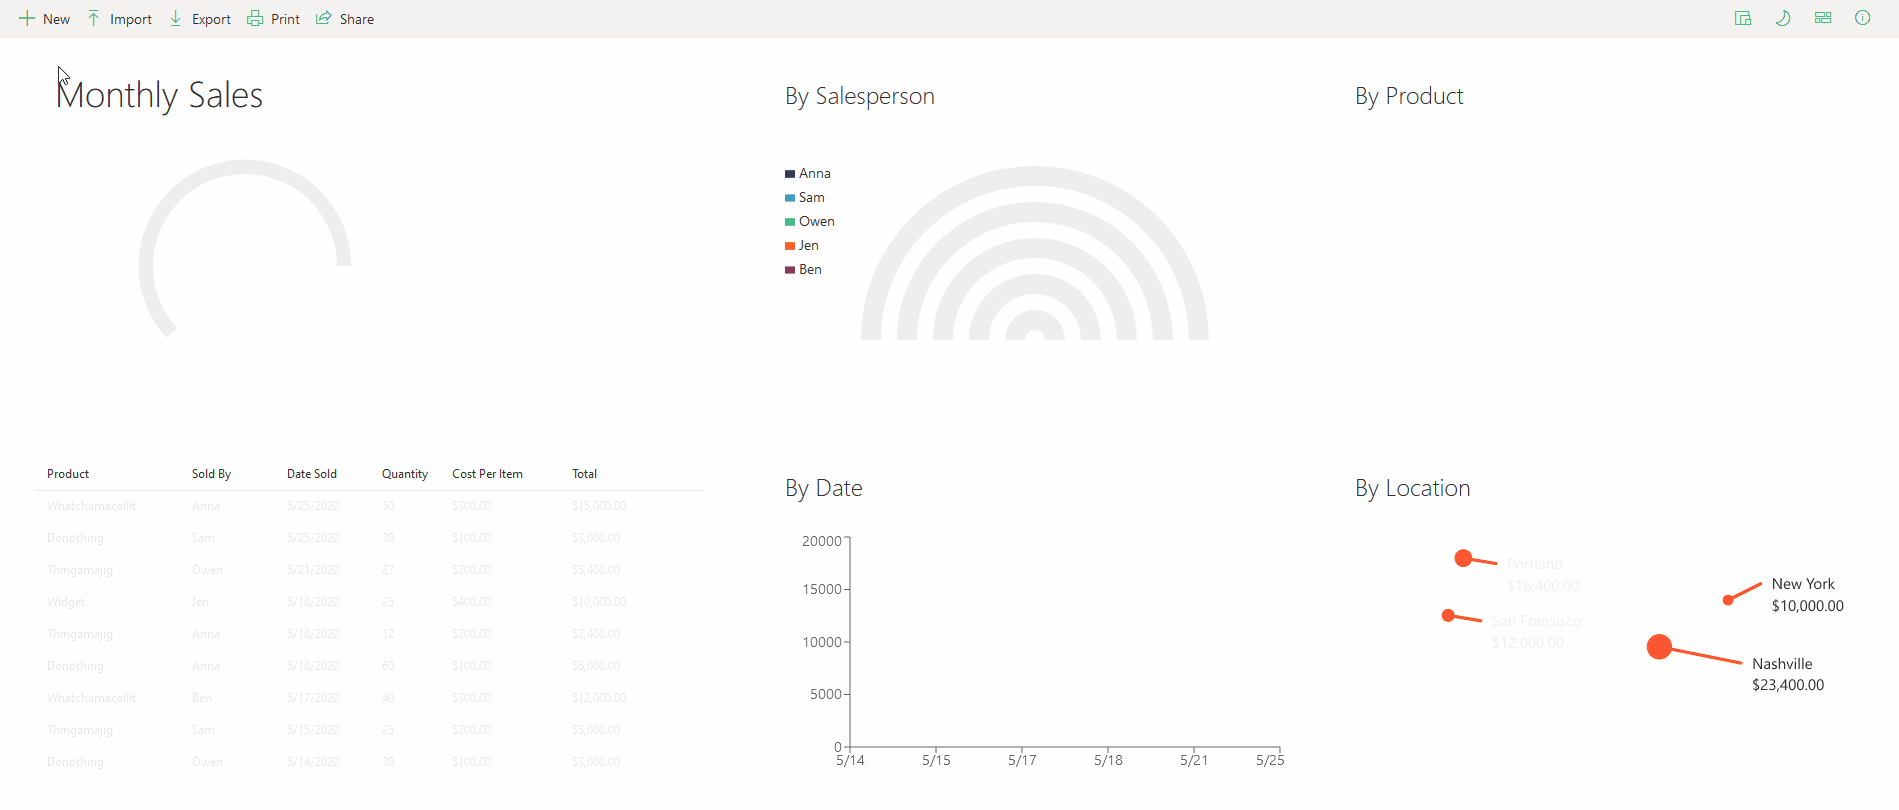 New Import Export Print Share
Monthly Sales
By Salesperson
Anna
Sam
Owen
Jen
Ben
By Product
Product Sold By Date Sold Quantity Cost Per Item Total
Whatchamacallit Anna 5/25/2020 50 $300.00 $15,000.00
Donothing Sam 5/25/2020 30 $100.00 $3,000.00
Thingamajig Owen 5/21/2020 27 $200.00 $5,400.00
Widget Jen 5/18/2020 25 $400.00 $10,000.00
Thingamajig Anna 5/18/2020 12 $200.00 $2,400.00
Donothing Anna 5/18/2020 60 $100.00 $6,000.00
Whatchamacallit Ben 5/17/2020 40 $300.00 $12,000.00
Thingamajig Sam 5/15/2020 25 $200.00 $5,000.00
Donothing Owen 5/14/2020 30 $100.00 $3,000.00
By Date
20000
15000
10000
5000
0
5/14 5/15 5/17 5/18 5/21 5/25
By Location
Portland
$16,400.00
New York
$10,000.00
San Fransisco
$12,000.00
Nashville
$23,400.00